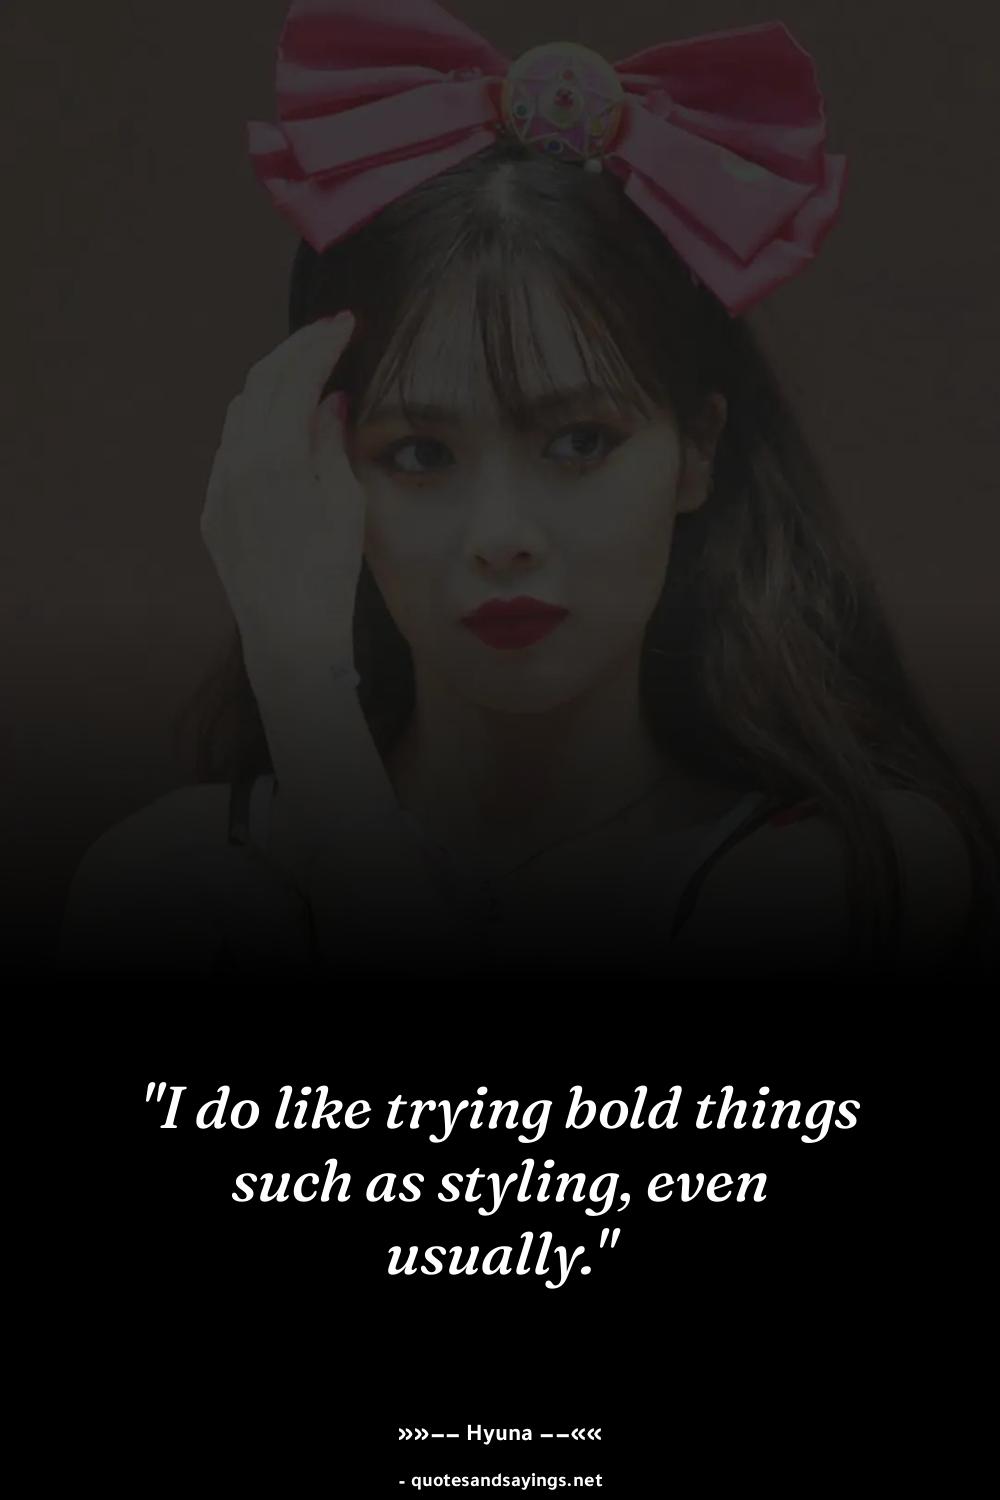 "I do like trying bold things
such as styling, even
usually."
»»–– Hyuna ––««
- quotesandsayings.net